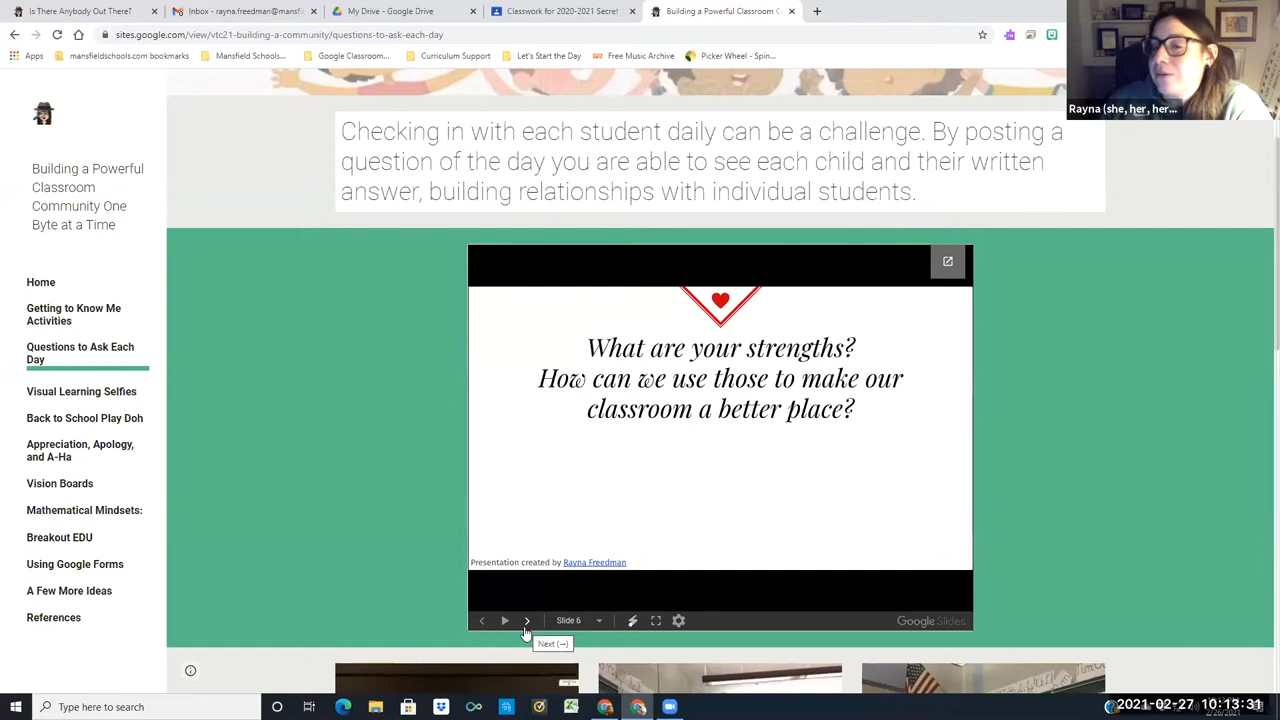 Is There Anybody Out There?
Inbox - rayna.freedman@mansf
My Drive - Google Drive
Classwork for 2020-2021 Secret
Building a Powerful Classroom C
sites.google.com/view/vtc21-building-a-community/questions-to-ask-each-day
Apps
mansfieldschools.com bookmarks
Mansfield Schools...
Google Classroom...
Curriculum Support
Let's Start the Day
Free Music Archive
Picker Wheel - Spin...
Rayna (she, her, her...
Building a Powerful
Classroom
Community One
Byte at a Time
Home
Getting to Know Me
Activities
Questions to Ask Each
Day
Visual Learning Selfies
Back to School Play Doh
Appreciation, Apology,
and A-Ha
Vision Boards
Mathematical Mindsets:
Breakout EDU
Using Google Forms
A Few More Ideas
References
Checking in with each student daily can be a challenge. By posting a
question of the day you are able to see each child and their written
answer, building relationships with individual students.
What are your strengths?
How can we use those to make our
classroom a better place?
Presentation created by Rayna Freedman
Slide 6
Google Slides
Next (→)
Type here to search
2021-02-27 10:13:31